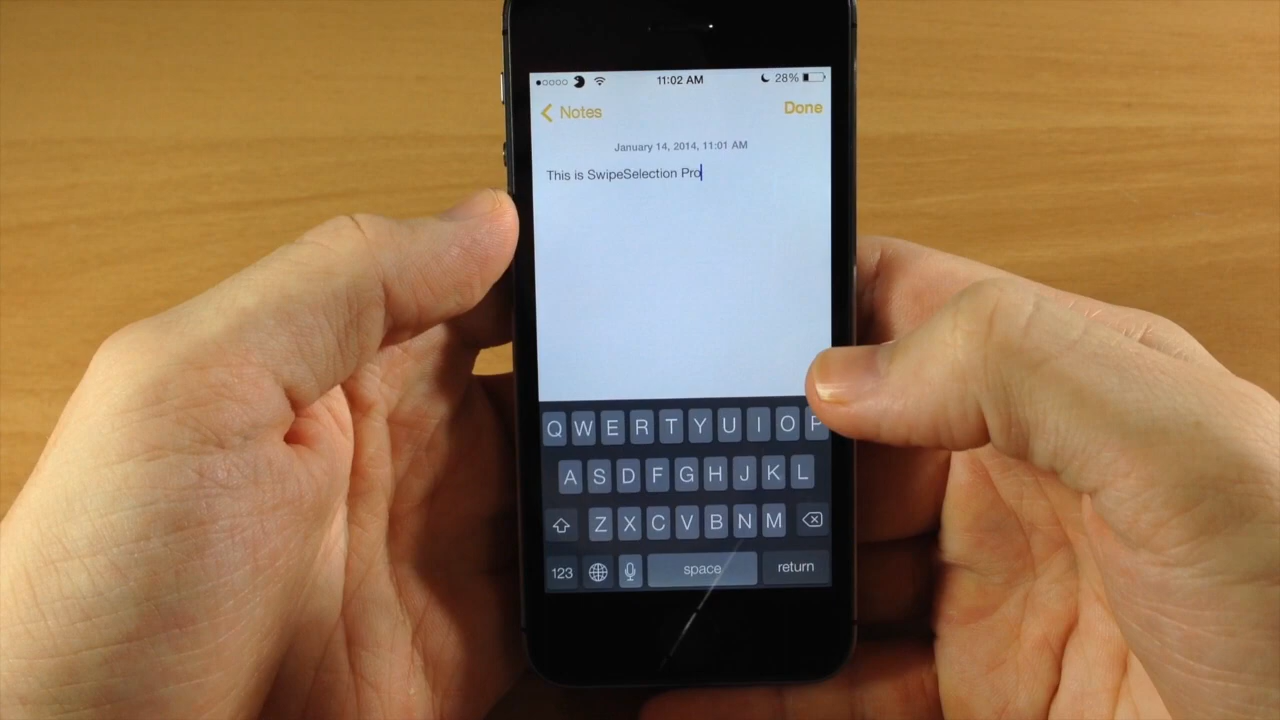 11:02 AM 28%
Notes Done
January 14, 2014, 11:01 AM
This is SwipeSelection Pro
Q W E R T Y U I O P
A S D F G H J K L
Z X C V B N M
123 space return